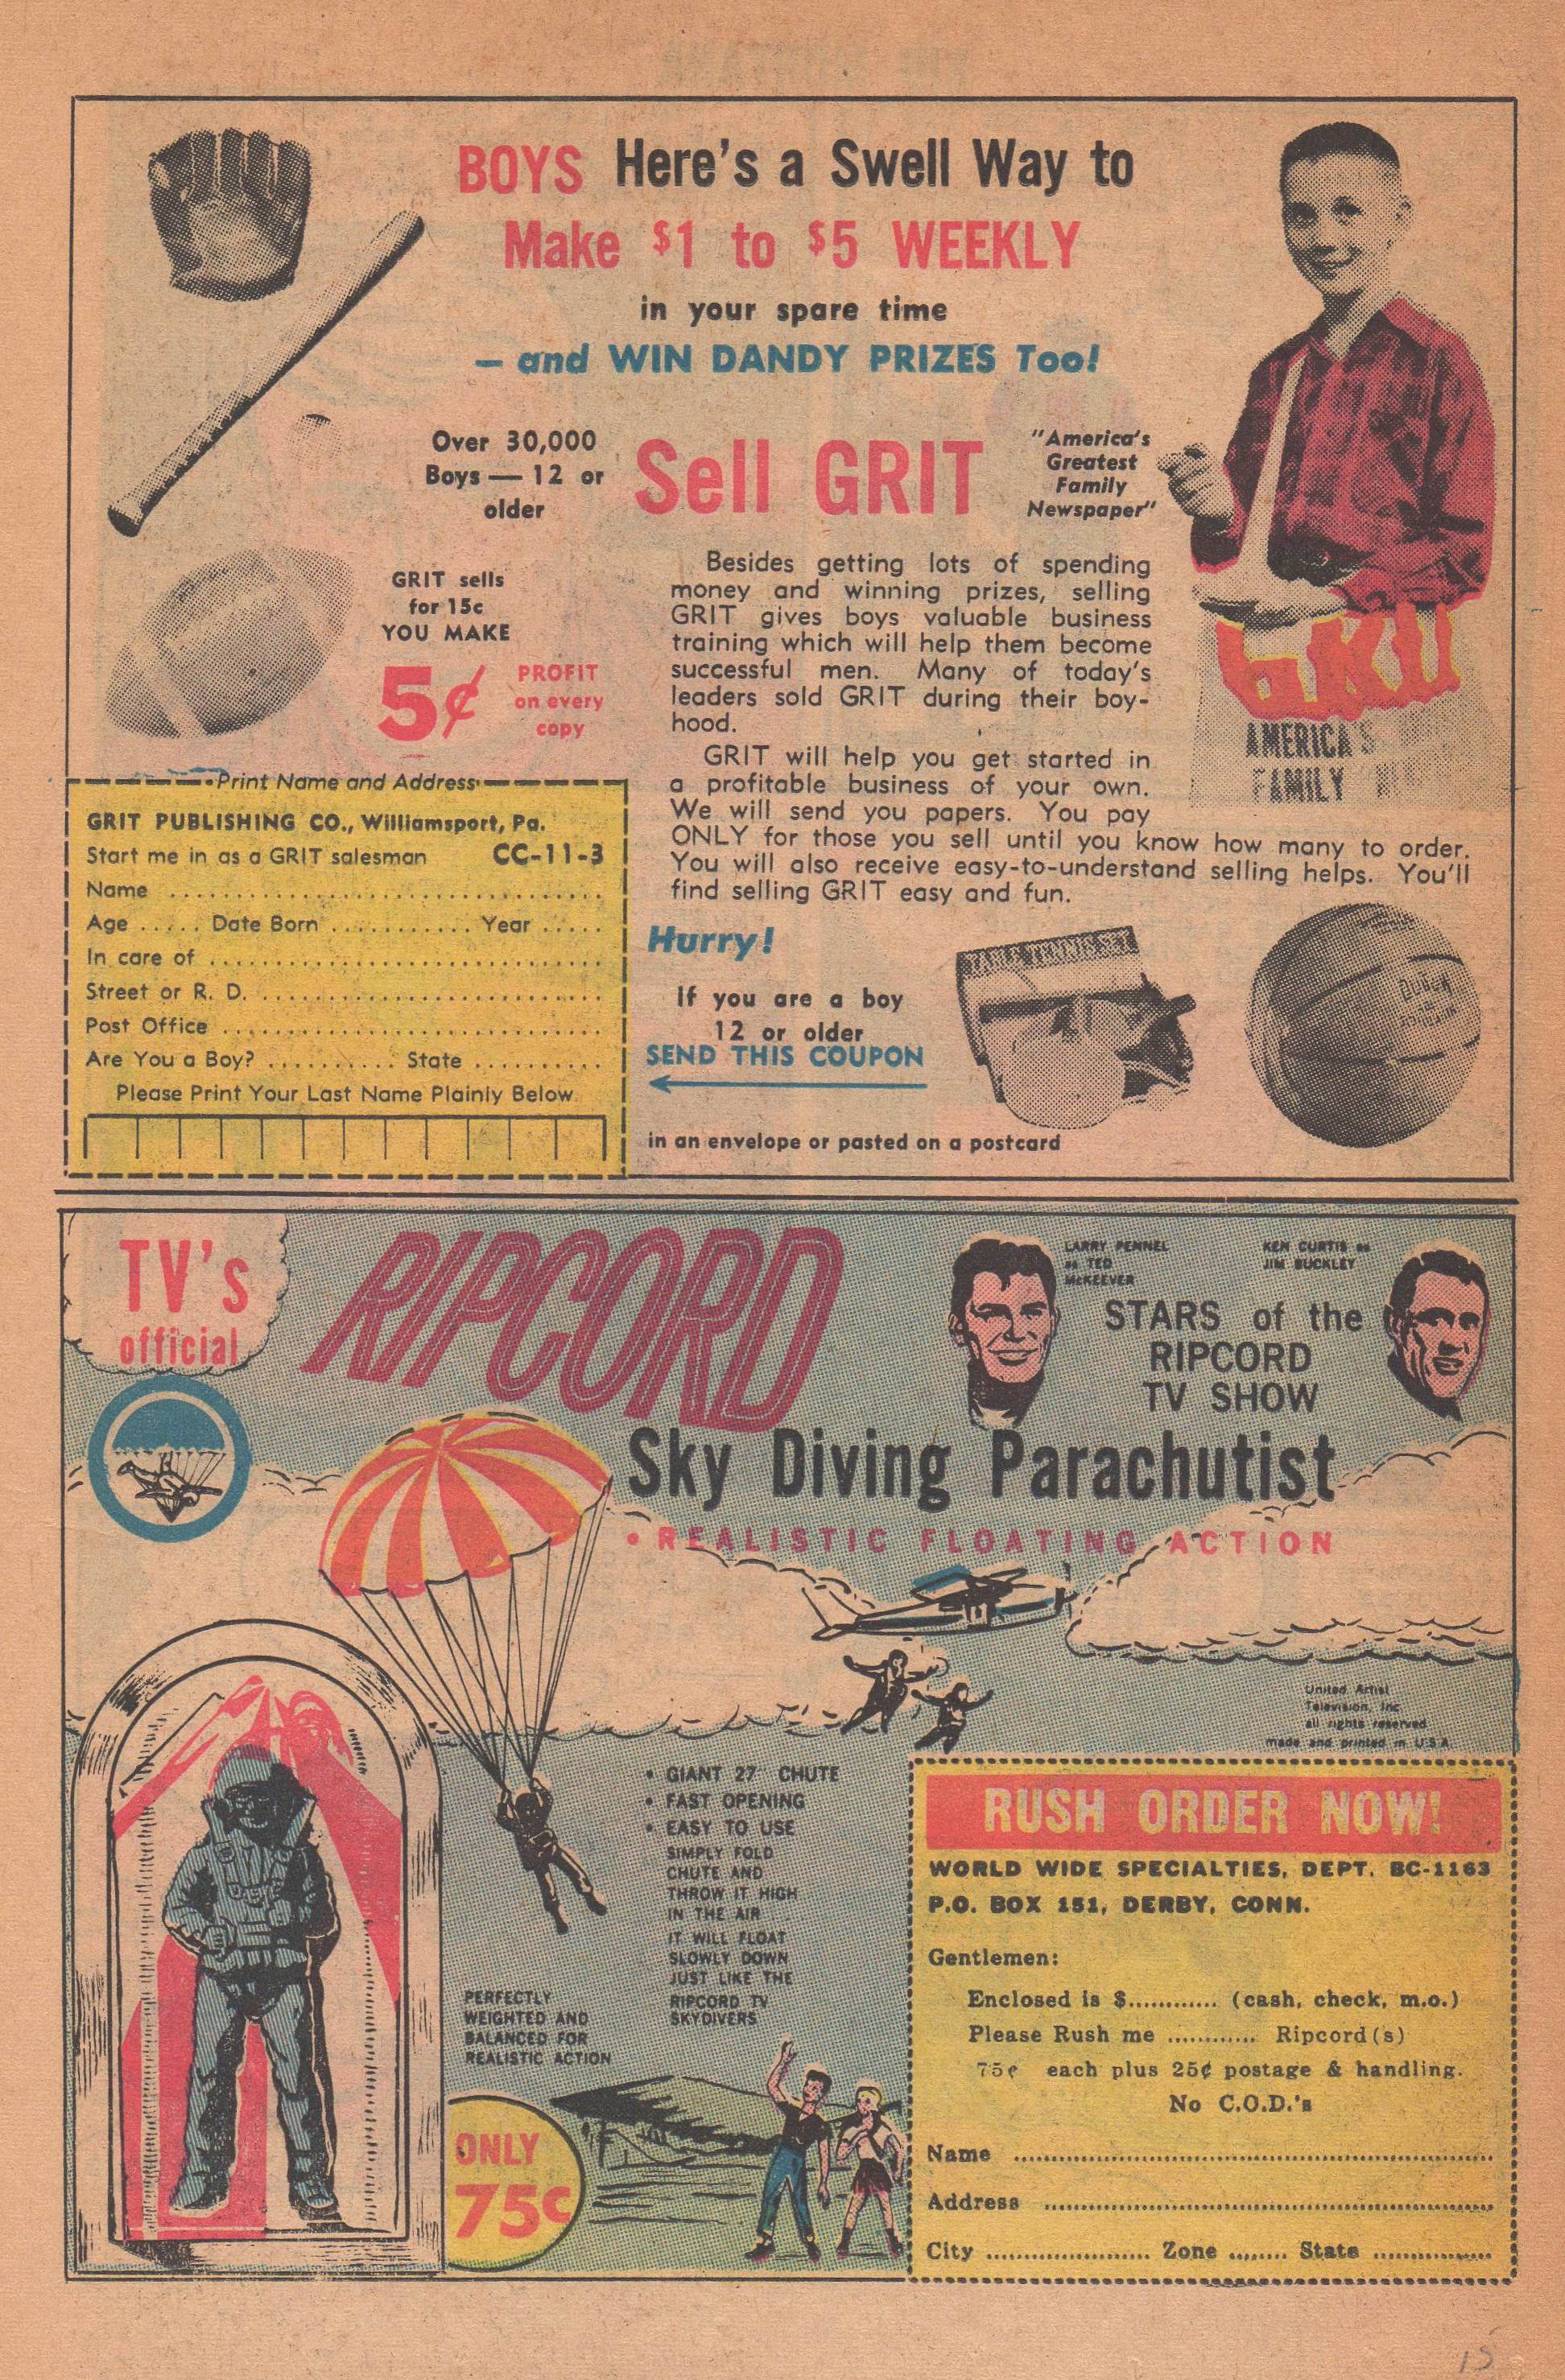 BOYS Here's a Swell Way to
Make $1 to $5 WEEKLY
in your spare time
— and WIN DANDY PRIZES Too!
Over 30,000
Boys — 12 or
older
Sell GRIT
"America's
Greatest
Family
Newspaper"
GRIT sells
for 15c
YOU MAKE
5¢ PROFIT
on every
copy
Besides getting lots of spending
money and winning prizes, selling
GRIT gives boys valuable business
training which will help them become
successful men. Many of today's
leaders sold GRIT during their boy-
hood.
GRIT will help you get started in
a profitable business of your own.
We will send you papers. You pay
ONLY for those you sell until you know how many to order.
You will also receive easy-to-understand selling helps. You'll
find selling GRIT easy and fun.
GRIT
AMERICA'S
FAMILY
Print Name and Address
GRIT PUBLISHING CO., Williamsport, Pa.
Start me in as a GRIT salesman CC-11-3
Name
Age ..... Date Born ........... Year .....
In care of
Street or R. D.
Post Office
Are You a Boy? .......... State ..........
Please Print Your Last Name Plainly Below
Hurry!
If you are a boy
12 or older
SEND THIS COUPON
in an envelope or pasted on a postcard
TABLE TENNIS SET
TV's
official
RIPCORD
LARRY PENNEL
as TED
McKEEVER
KEN CURTIS as
JIM BUCKLEY
STARS of the
RIPCORD
TV SHOW
Sky Diving Parachutist
• REALISTIC FLOATING ACTION
United Artist
Television, Inc.
all rights reserved
made and printed in U.S.A.
• GIANT 27" CHUTE
• FAST OPENING
• EASY TO USE
SIMPLY FOLD
CHUTE AND
THROW IT HIGH
IN THE AIR
IT WILL FLOAT
SLOWLY DOWN
JUST LIKE THE
RIPCORD TV
SKYDIVERS
PERFECTLY
WEIGHTED AND
BALANCED FOR
REALISTIC ACTION
ONLY
75¢
RUSH ORDER NOW!
WORLD WIDE SPECIALTIES, DEPT. BC-1163
P.O. BOX 151, DERBY, CONN.
Gentlemen:
Enclosed is $............ (cash, check, m.o.)
Please Rush me ............ Ripcord(s)
75¢ each plus 25¢ postage & handling.
No C.O.D.'s
Name
Address
City ...................... Zone ........ State ................
15